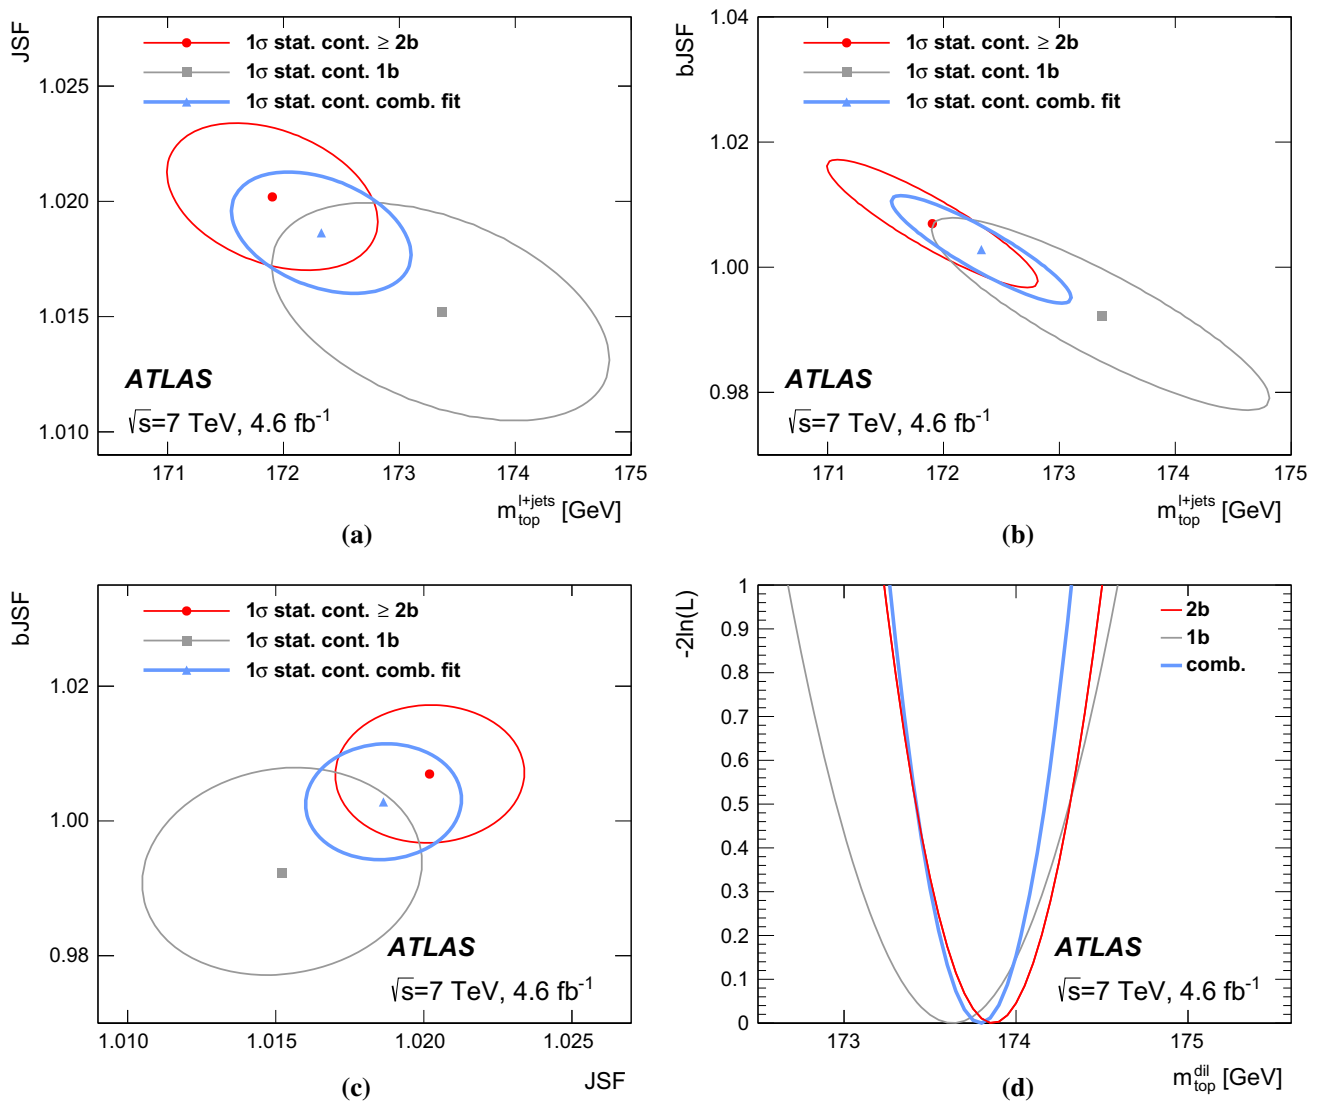 JSF
1σ stat. cont. ≥ 2b
1σ stat. cont. 1b
1σ stat. cont. comb. fit
1.025
1.020
1.015
1.010
ATLAS
√s=7 TeV, 4.6 fb⁻¹
171 172 173 174 175
m_top^l+jets [GeV]
(a)
bJSF
1σ stat. cont. ≥ 2b
1σ stat. cont. 1b
1σ stat. cont. comb. fit
1.04
1.02
1.00
0.98
ATLAS
√s=7 TeV, 4.6 fb⁻¹
171 172 173 174 175
m_top^l+jets [GeV]
(b)
bJSF
1σ stat. cont. ≥ 2b
1σ stat. cont. 1b
1σ stat. cont. comb. fit
1.02
1.00
0.98
ATLAS
√s=7 TeV, 4.6 fb⁻¹
1.010 1.015 1.020 1.025
JSF
(c)
-2ln(L)
2b
1b
comb.
1
0.9
0.8
0.7
0.6
0.5
0.4
0.3
0.2
0.1
0
ATLAS
√s=7 TeV, 4.6 fb⁻¹
173 174 175
m_top^dil [GeV]
(d)